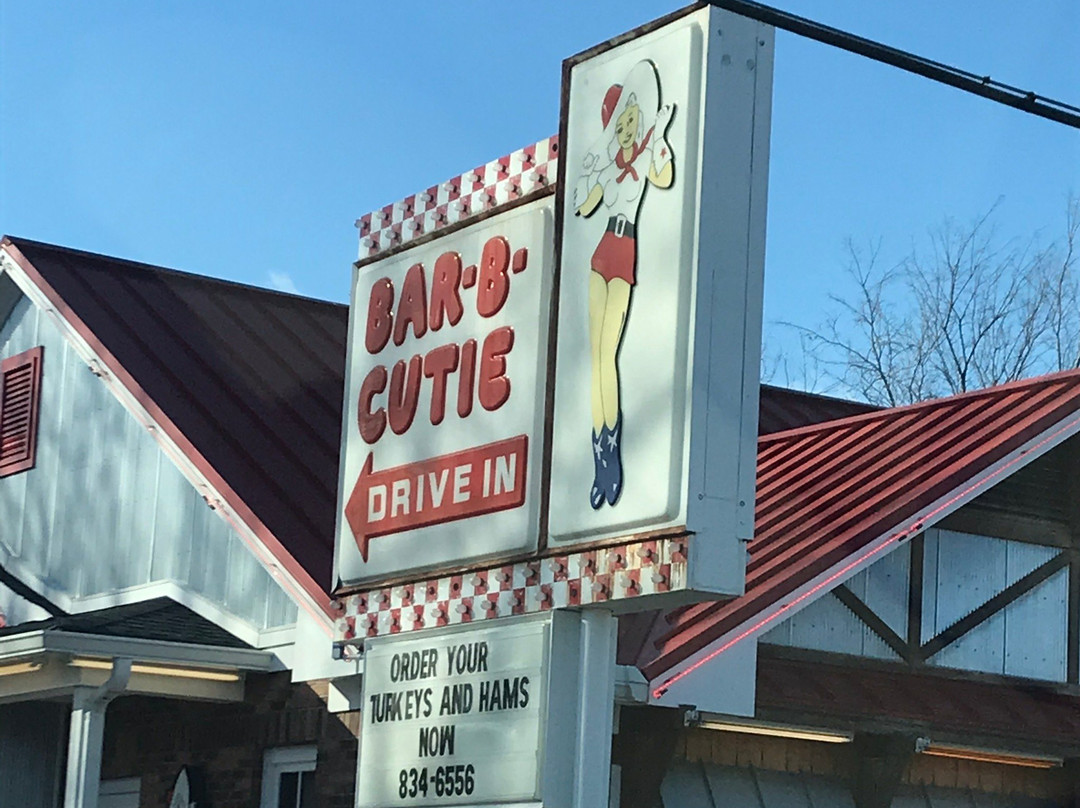 BAR-B-
CUTIE
DRIVE IN
ORDER YOUR
TURKEYS AND HAMS
NOW
834-6556